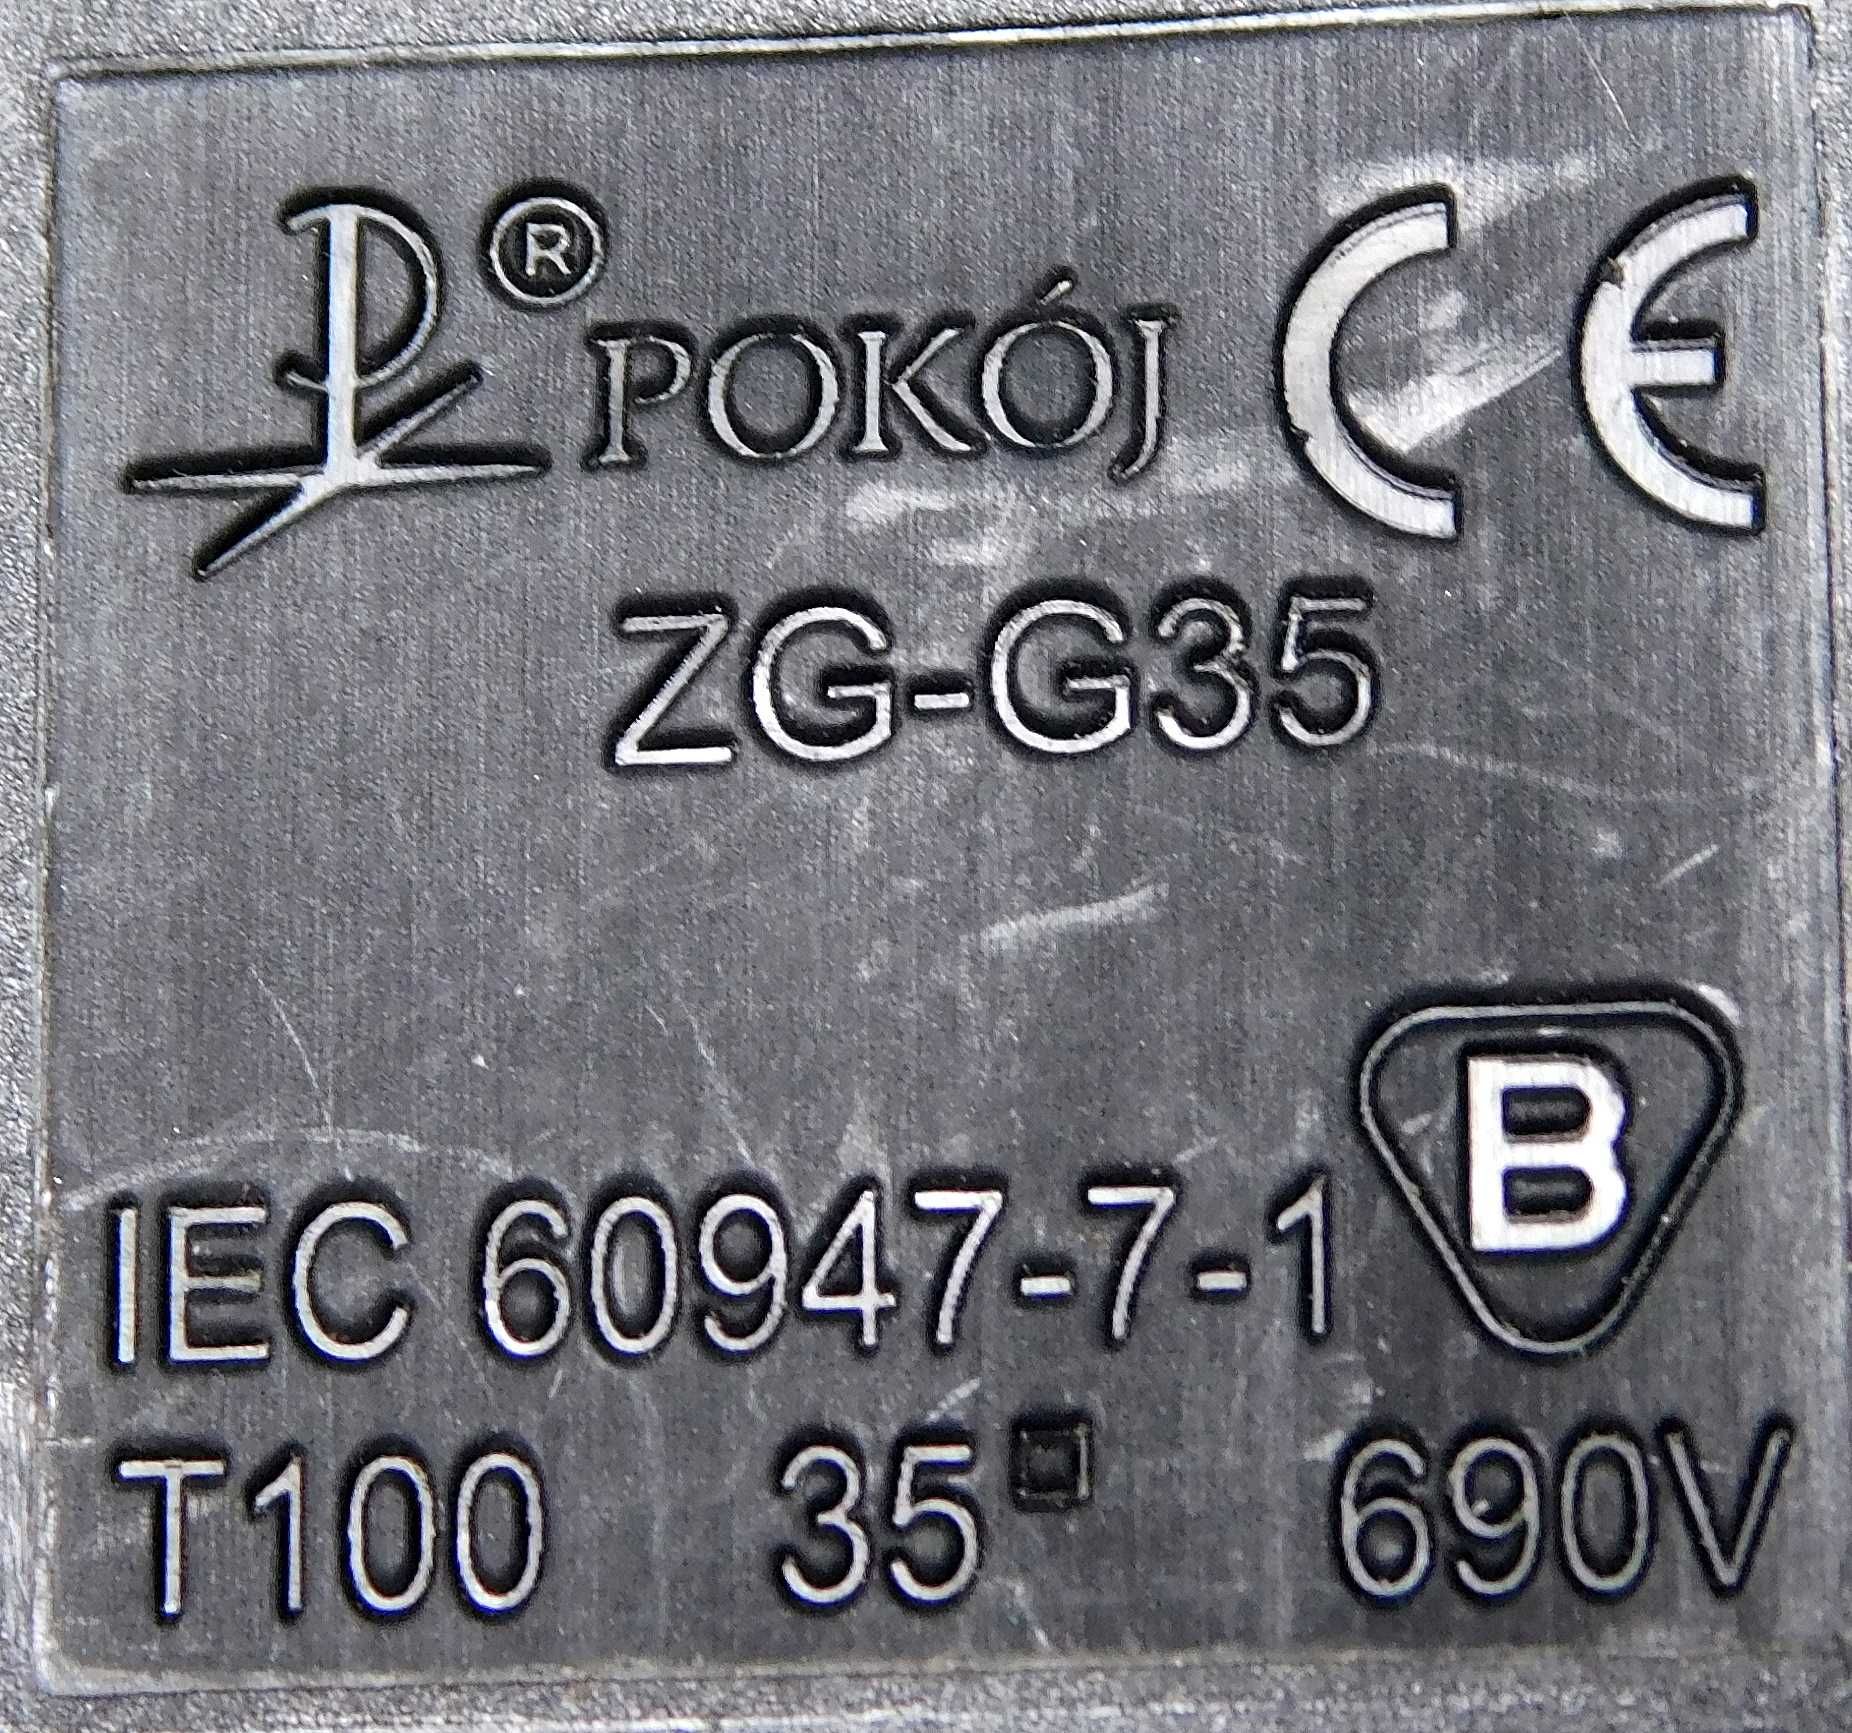 ® POKÓJ CE
ZG-G35
B
IEC 60947-7-1
T100 35□ 690V